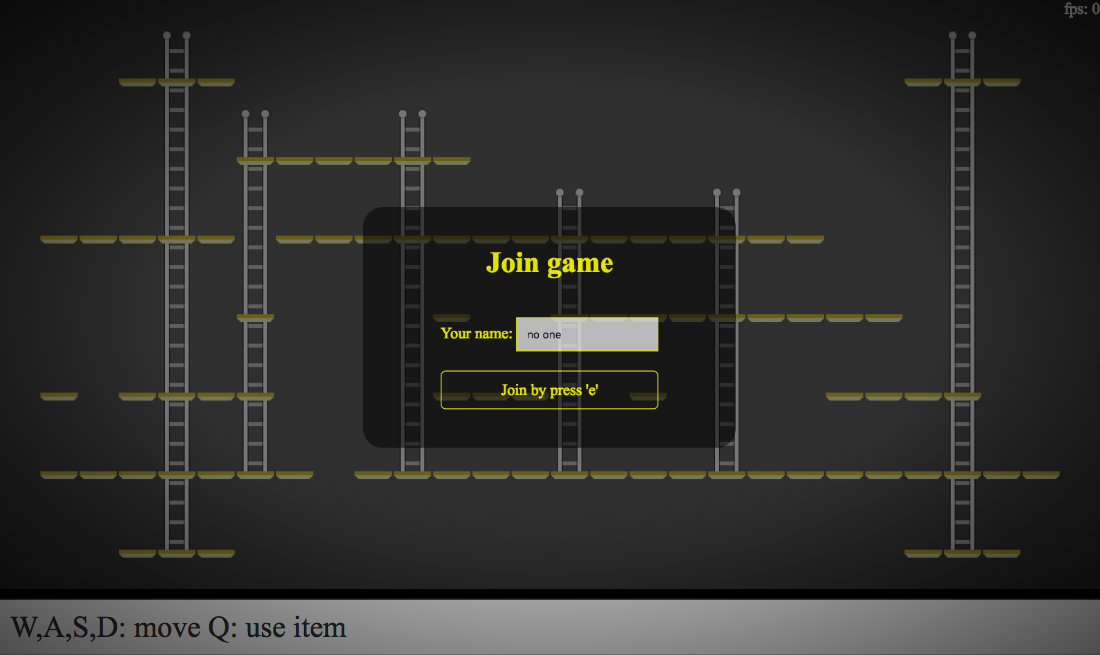 fps: 0
Join game
Your name: no one
Join by press 'e'
W,A,S,D: move Q: use item